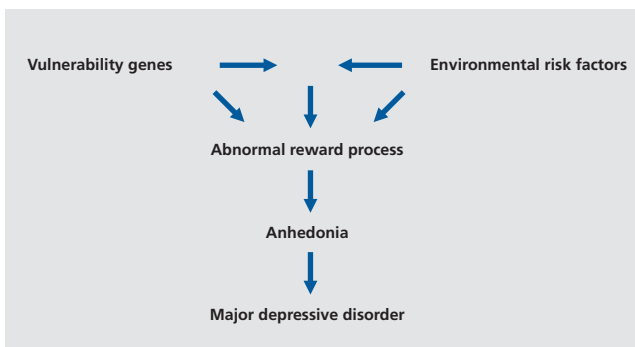 Vulnerability genes
Environmental risk factors
Abnormal reward process
Anhedonia
Major depressive disorder